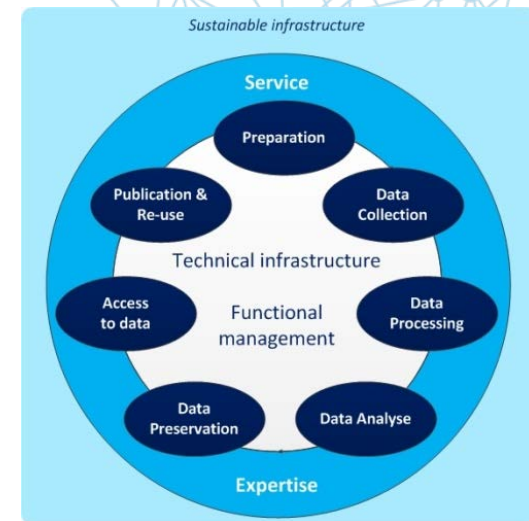 Sustainable infrastructure
Service
Preparation
Publication &
Re-use
Data
Collection
Technical infrastructure
Access
to data
Functional
management
Data
Processing
Data
Preservation
Data Analyse
Expertise